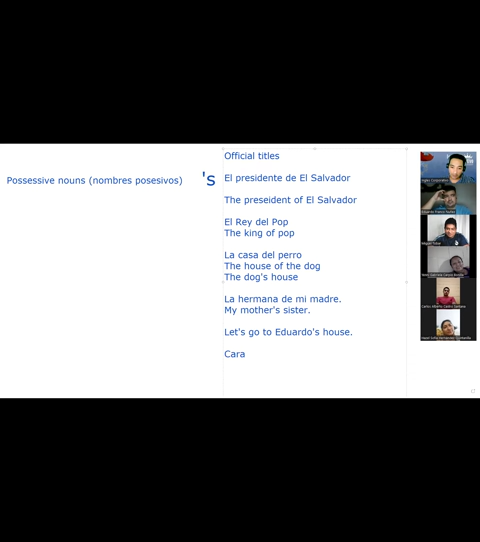 Official titles
Possessive nouns (nombres posesivos)
's
El presidente de El Salvador
The preseident of El Salvador
El Rey del Pop
The king of pop
La casa del perro
The house of the dog
The dog's house
La hermana de mi madre.
My mother's sister.
Let's go to Eduardo's house.
Cara